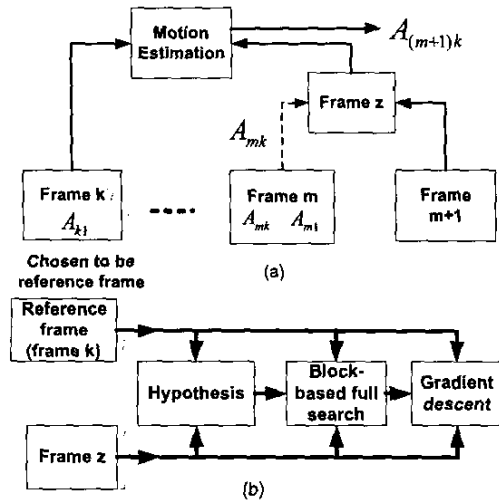 Motion
Estimation
A(m+1)k
Frame z
Amk
Frame k
Ak1
Frame m
Amk Am1
Frame
m+1
Chosen to be
reference frame
(a)
Reference
frame
(frame k)
Hypothesis
Block-
based full
search
Gradient
descent
Frame z
(b)